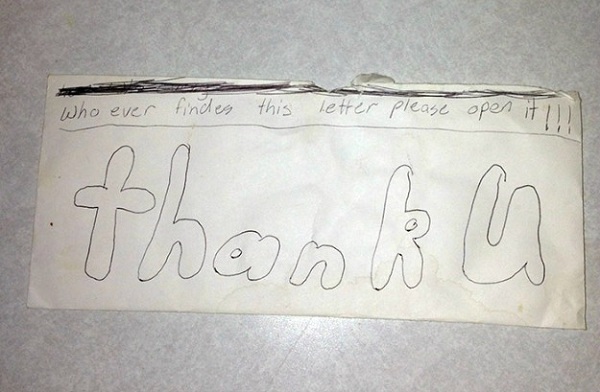 Who ever findes this letter please open it!!!
thank U